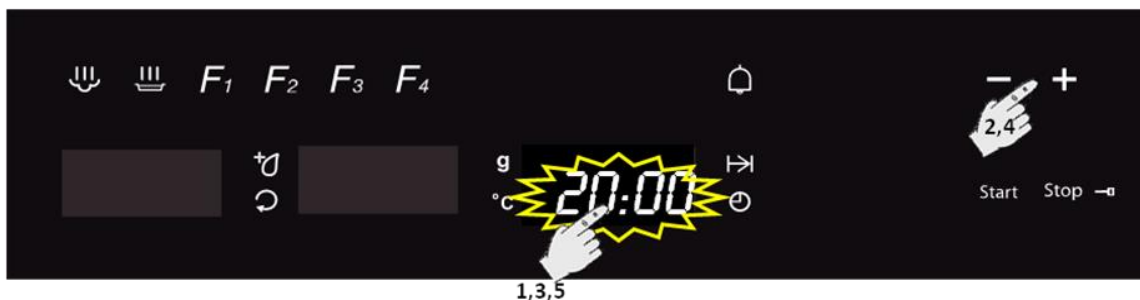 F1 F2 F3 F4
− +
2,4
g
°C 20:00
Start Stop
1,3,5